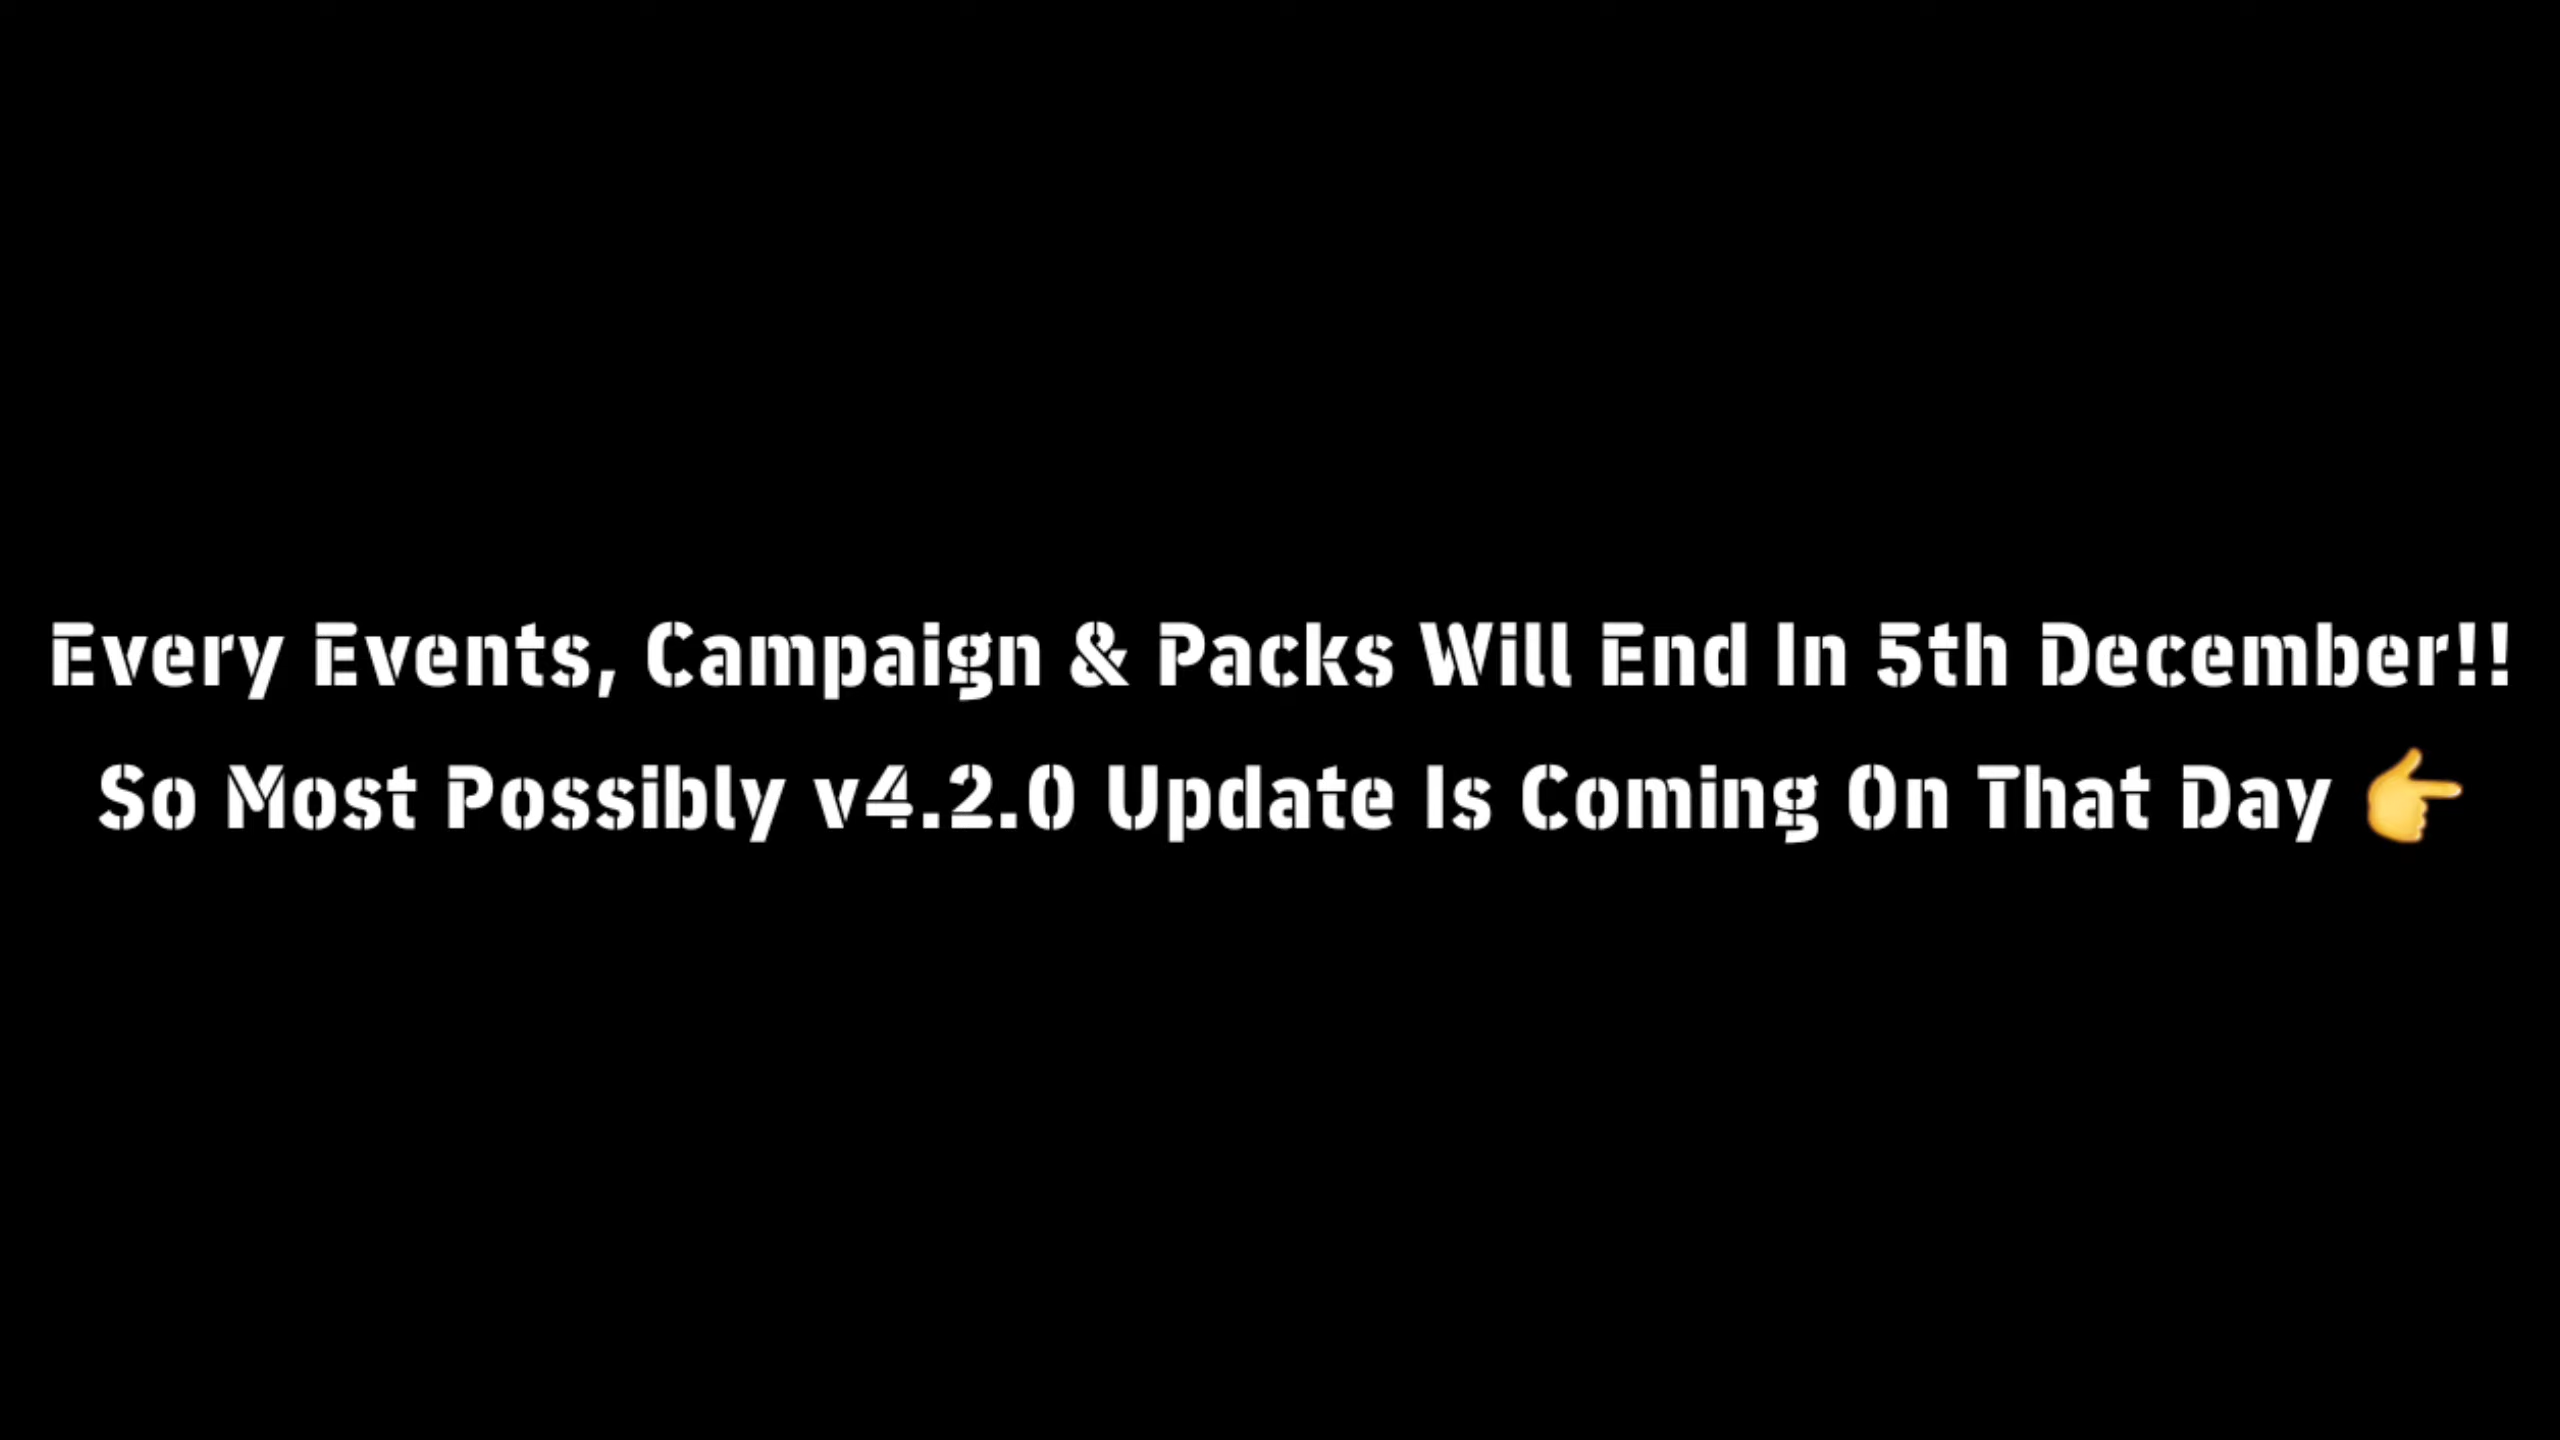 Every Events, Campaign & Packs Will End In 5th December!!
So Most Possibly v4.2.0 Update Is Coming On That Day 👉